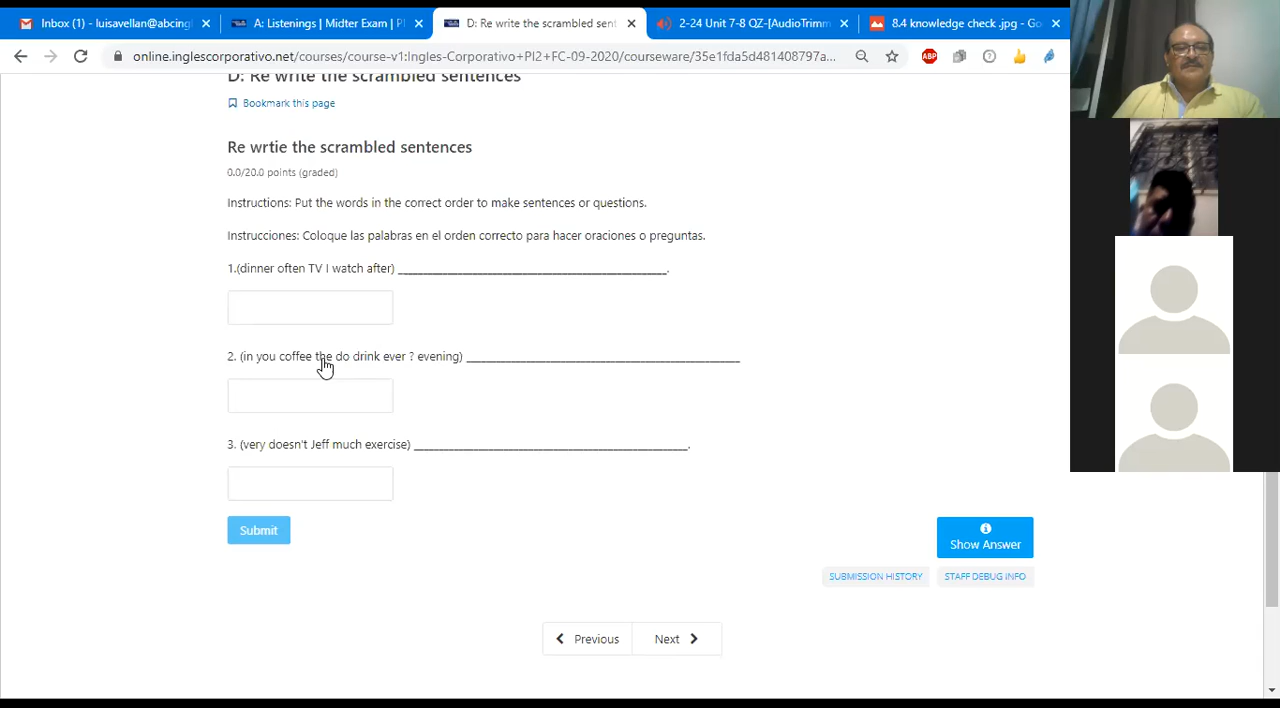 Inbox (1) - luisavellan@abcing
A: Listenings | Midter Exam | P
D: Re write the scrambled sent
2-24 Unit 7-8 QZ-[AudioTrimm
8.4 knowledge check .jpg - Go
online.inglescorporativo.net/courses/course-v1:Ingles-Corporativo+PI2+FC-09-2020/courseware/35e1fda5d481408797a...
ABP
D: Re write the scrambled sentences
Bookmark this page
Re wrtie the scrambled sentences
0.0/20.0 points (graded)
Instructions: Put the words in the correct order to make sentences or questions.
Instrucciones: Coloque las palabras en el orden correcto para hacer oraciones o preguntas.
1.(dinner often TV I watch after) ________________________________________.
2. (in you coffee the do drink ever ? evening) ________________________________________
3. (very doesn't Jeff much exercise) ________________________________________.
Submit
Show Answer
SUBMISSION HISTORY
STAFF DEBUG INFO
Previous
Next